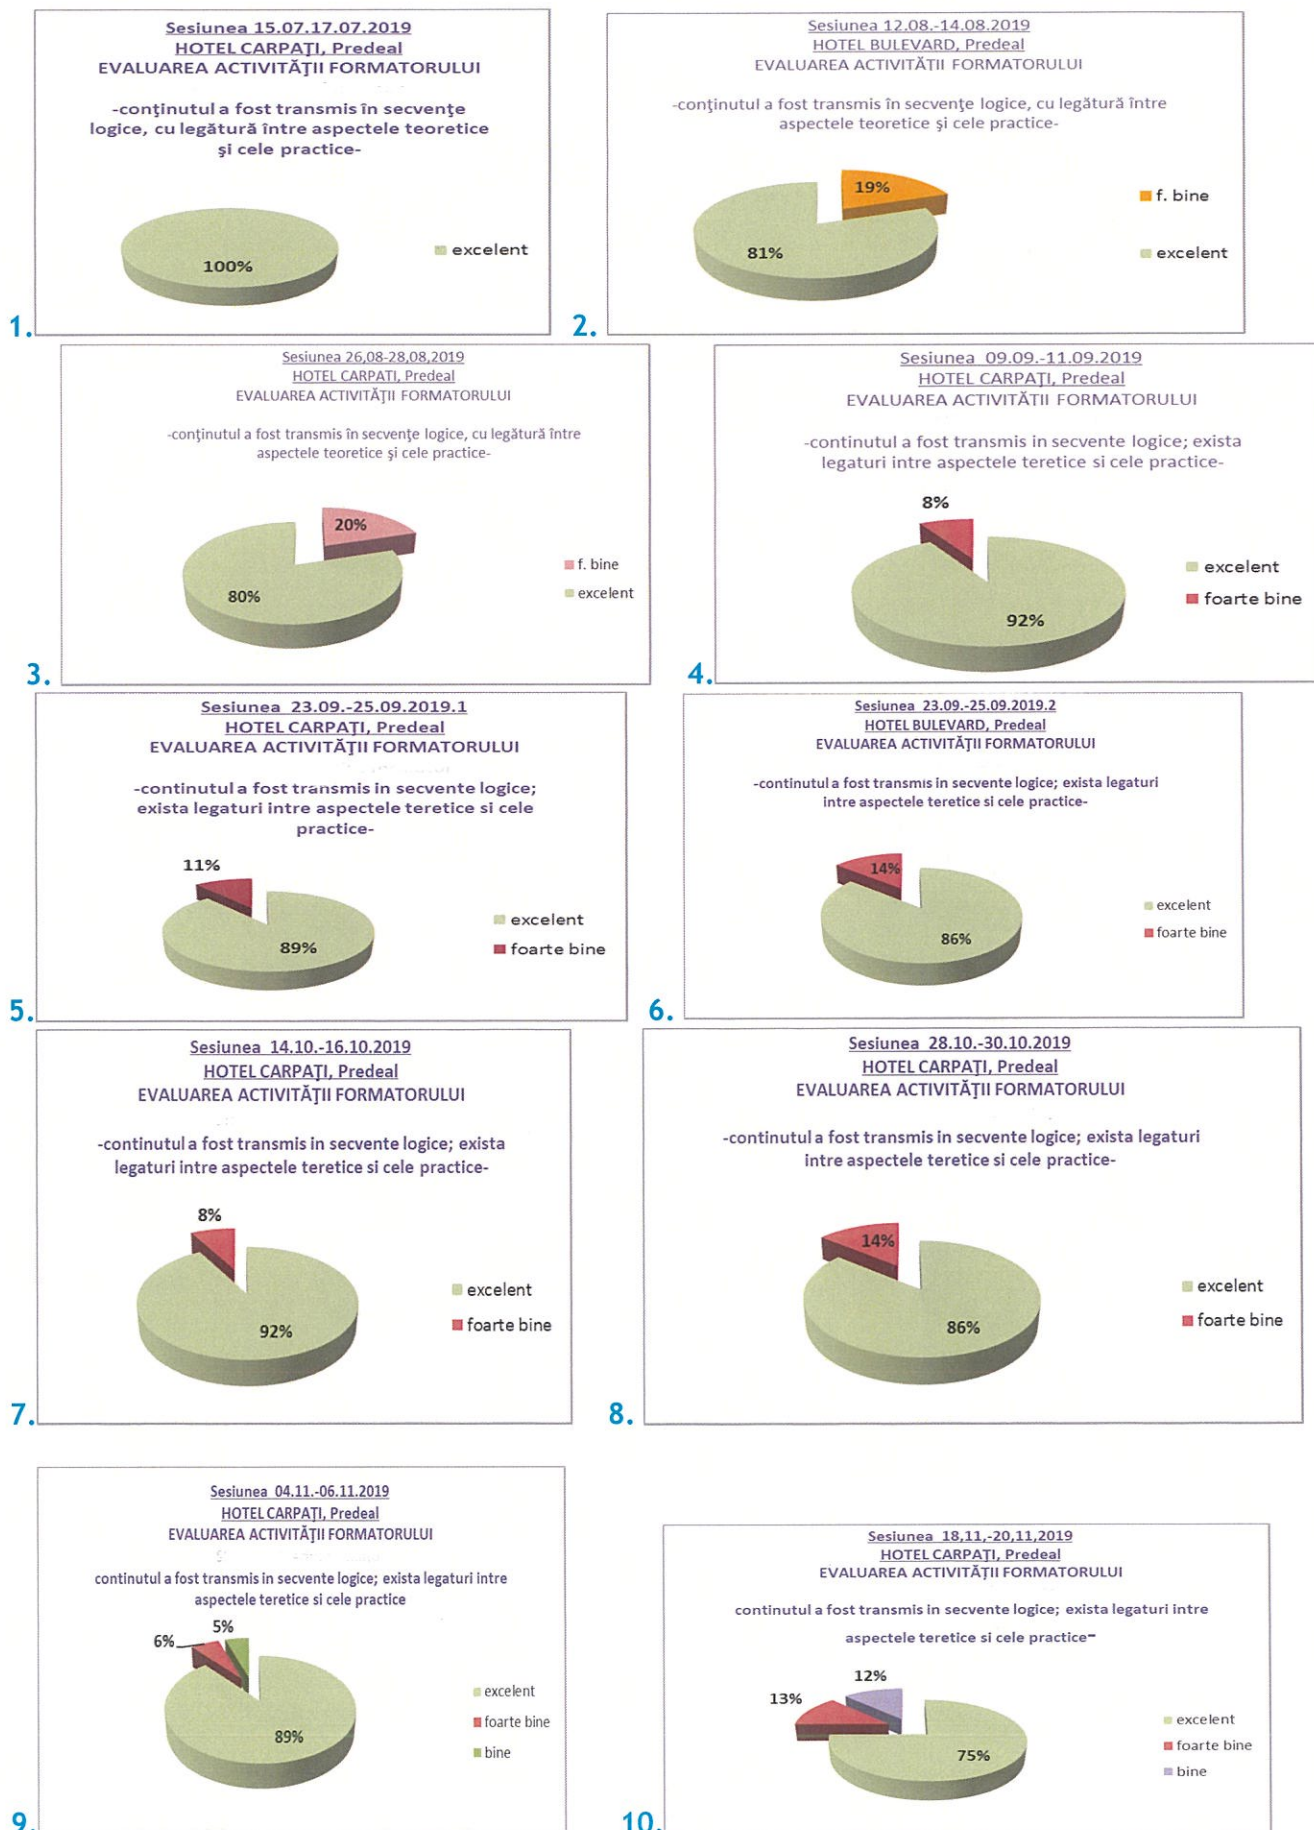 Sesiunea 15.07.17.07.2019
HOTEL CARPAŢI, Predeal
EVALUAREA ACTIVITĂŢII FORMATORULUI
-conţinutul a fost transmis în secvenţe
logice, cu legătură între aspectele teoretice
şi cele practice-
100%
excelent
1.
Sesiunea 12.08.-14.08.2019
HOTEL BULEVARD, Predeal
EVALUAREA ACTIVITĂTII FORMATORULUI
-conţinutul a fost transmis în secvenţe logice, cu legătură între
aspectele teoretice şi cele practice-
19%
81%
f. bine
excelent
2.
Sesiunea 26,08-28,08,2019
HOTEL CARPATI, Predeal
EVALUAREA ACTIVITĂŢII FORMATORULUI
-conţinutul a fost transmis în secvenţe logice, cu legătură între
aspectele teoretice şi cele practice-
20%
80%
f. bine
excelent
3.
Sesiunea 09.09.-11.09.2019
HOTEL CARPAŢI, Predeal
EVALUAREA ACTIVITĂTII FORMATORULUI
-continutul a fost transmis in secvente logice; exista
legaturi intre aspectele teretice si cele practice-
8%
92%
excelent
foarte bine
4.
Sesiunea 23.09.-25.09.2019.1
HOTEL CARPAŢI, Predeal
EVALUAREA ACTIVITĂŢII FORMATORULUI
-continutul a fost transmis in secvente logice;
exista legaturi intre aspectele teretice si cele
practice-
11%
89%
excelent
foarte bine
5.
Sesiunea 23.09.-25.09.2019.2
HOTEL BULEVARD, Predeal
EVALUAREA ACTIVITĂŢII FORMATORULUI
-continutul a fost transmis in secvente logice; exista legaturi
intre aspectele teretice si cele practice-
14%
86%
excelent
foarte bine
6.
Sesiunea 14.10.-16.10.2019
HOTEL CARPAŢI, Predeal
EVALUAREA ACTIVITĂŢII FORMATORULUI
-continutul a fost transmis in secvente logice; exista
legaturi intre aspectele teretice si cele practice-
8%
92%
excelent
foarte bine
7.
Sesiunea 28.10.-30.10.2019
HOTEL CARPAŢI, Predeal
EVALUAREA ACTIVITĂŢII FORMATORULUI
-continutul a fost transmis in secvente logice; exista legaturi
intre aspectele teretice si cele practice-
14%
86%
excelent
foarte bine
8.
Sesiunea 04.11.-06.11.2019
HOTEL CARPAŢI, Predeal
EVALUAREA ACTIVITĂŢII FORMATORULUI
continutul a fost transmis in secvente logice; exista legaturi intre
aspectele teretice si cele practice
5%
6%
89%
excelent
foarte bine
bine
9.
Sesiunea 18,11,-20,11,2019
HOTEL CARPAŢI, Predeal
EVALUAREA ACTIVITĂŢII FORMATORULUI
continutul a fost transmis in secvente logice; exista legaturi intre
aspectele teretice si cele practice-
12%
13%
75%
excelent
foarte bine
bine
10.